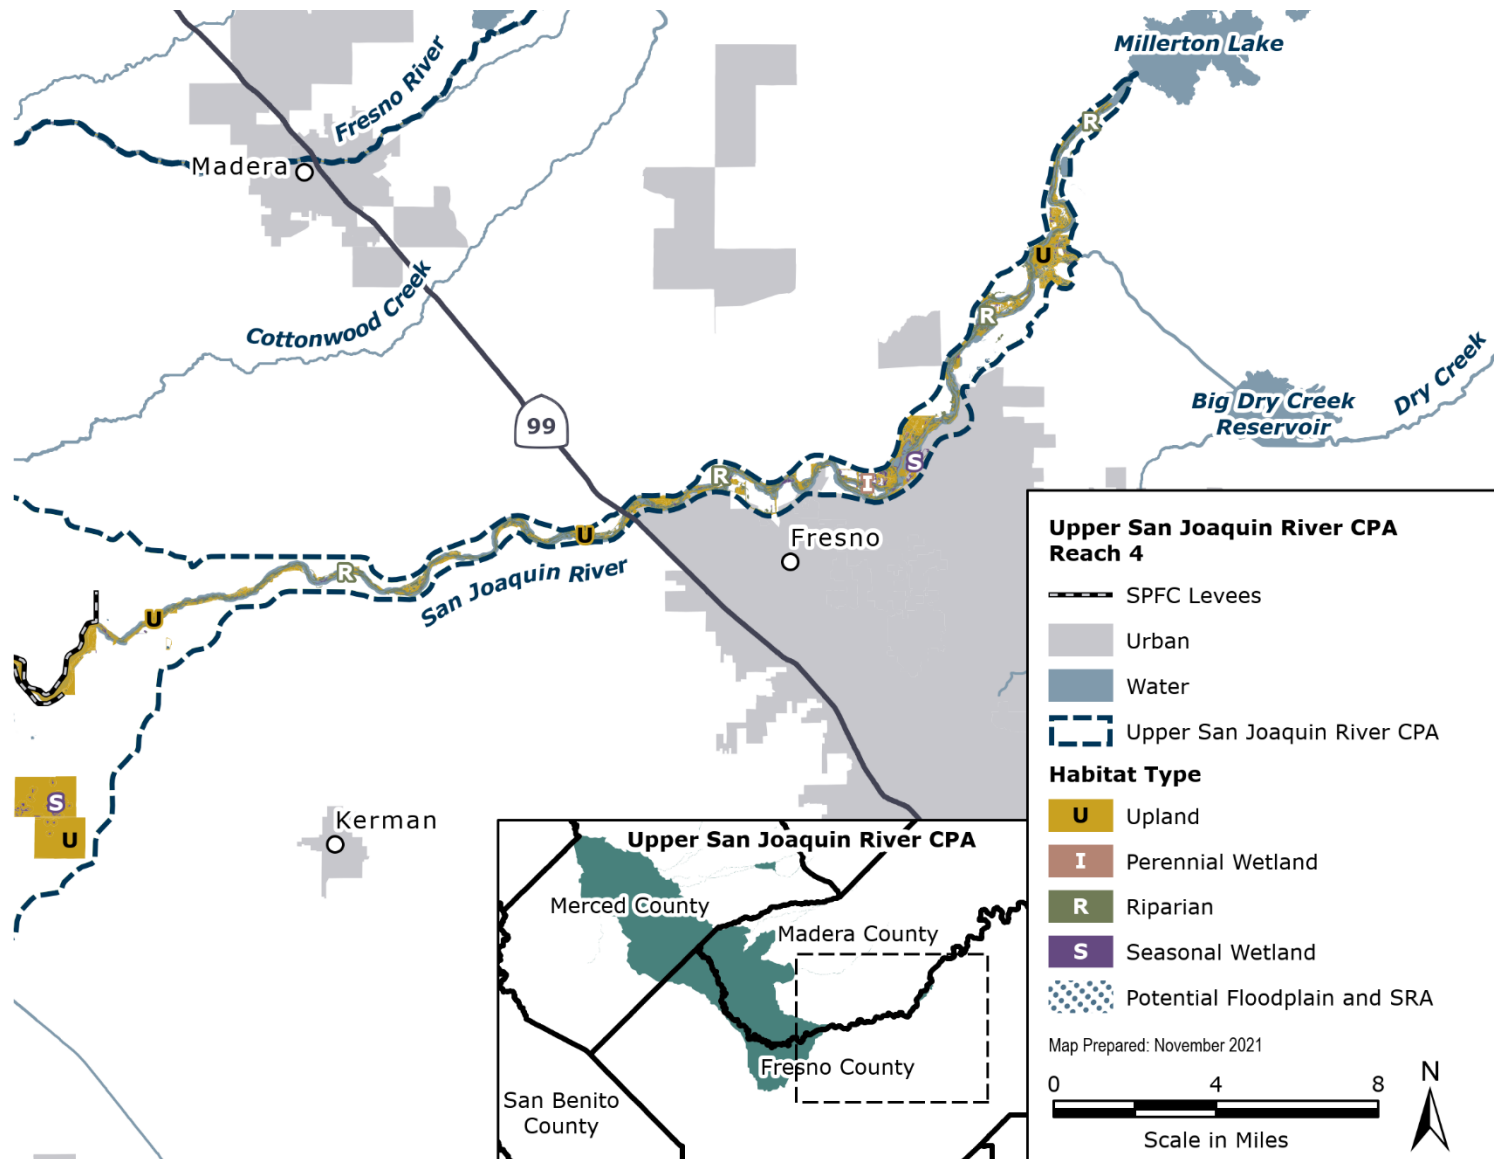 Millerton Lake
Fresno River
R
Madera
U
Cottonwood Creek
R
Dry Creek
Big Dry Creek
Reservoir
99
S
R
I
Fresno
U
San Joaquin River
R
U
S
U
Kerman
Upper San Joaquin River CPA
Reach 4
SPFC Levees
Urban
Water
Upper San Joaquin River CPA
Habitat Type
U Upland
I Perennial Wetland
R Riparian
S Seasonal Wetland
Potential Floodplain and SRA
Map Prepared: November 2021
0 4 8
Scale in Miles
N
Upper San Joaquin River CPA
Merced County
Madera County
Fresno County
San Benito
County